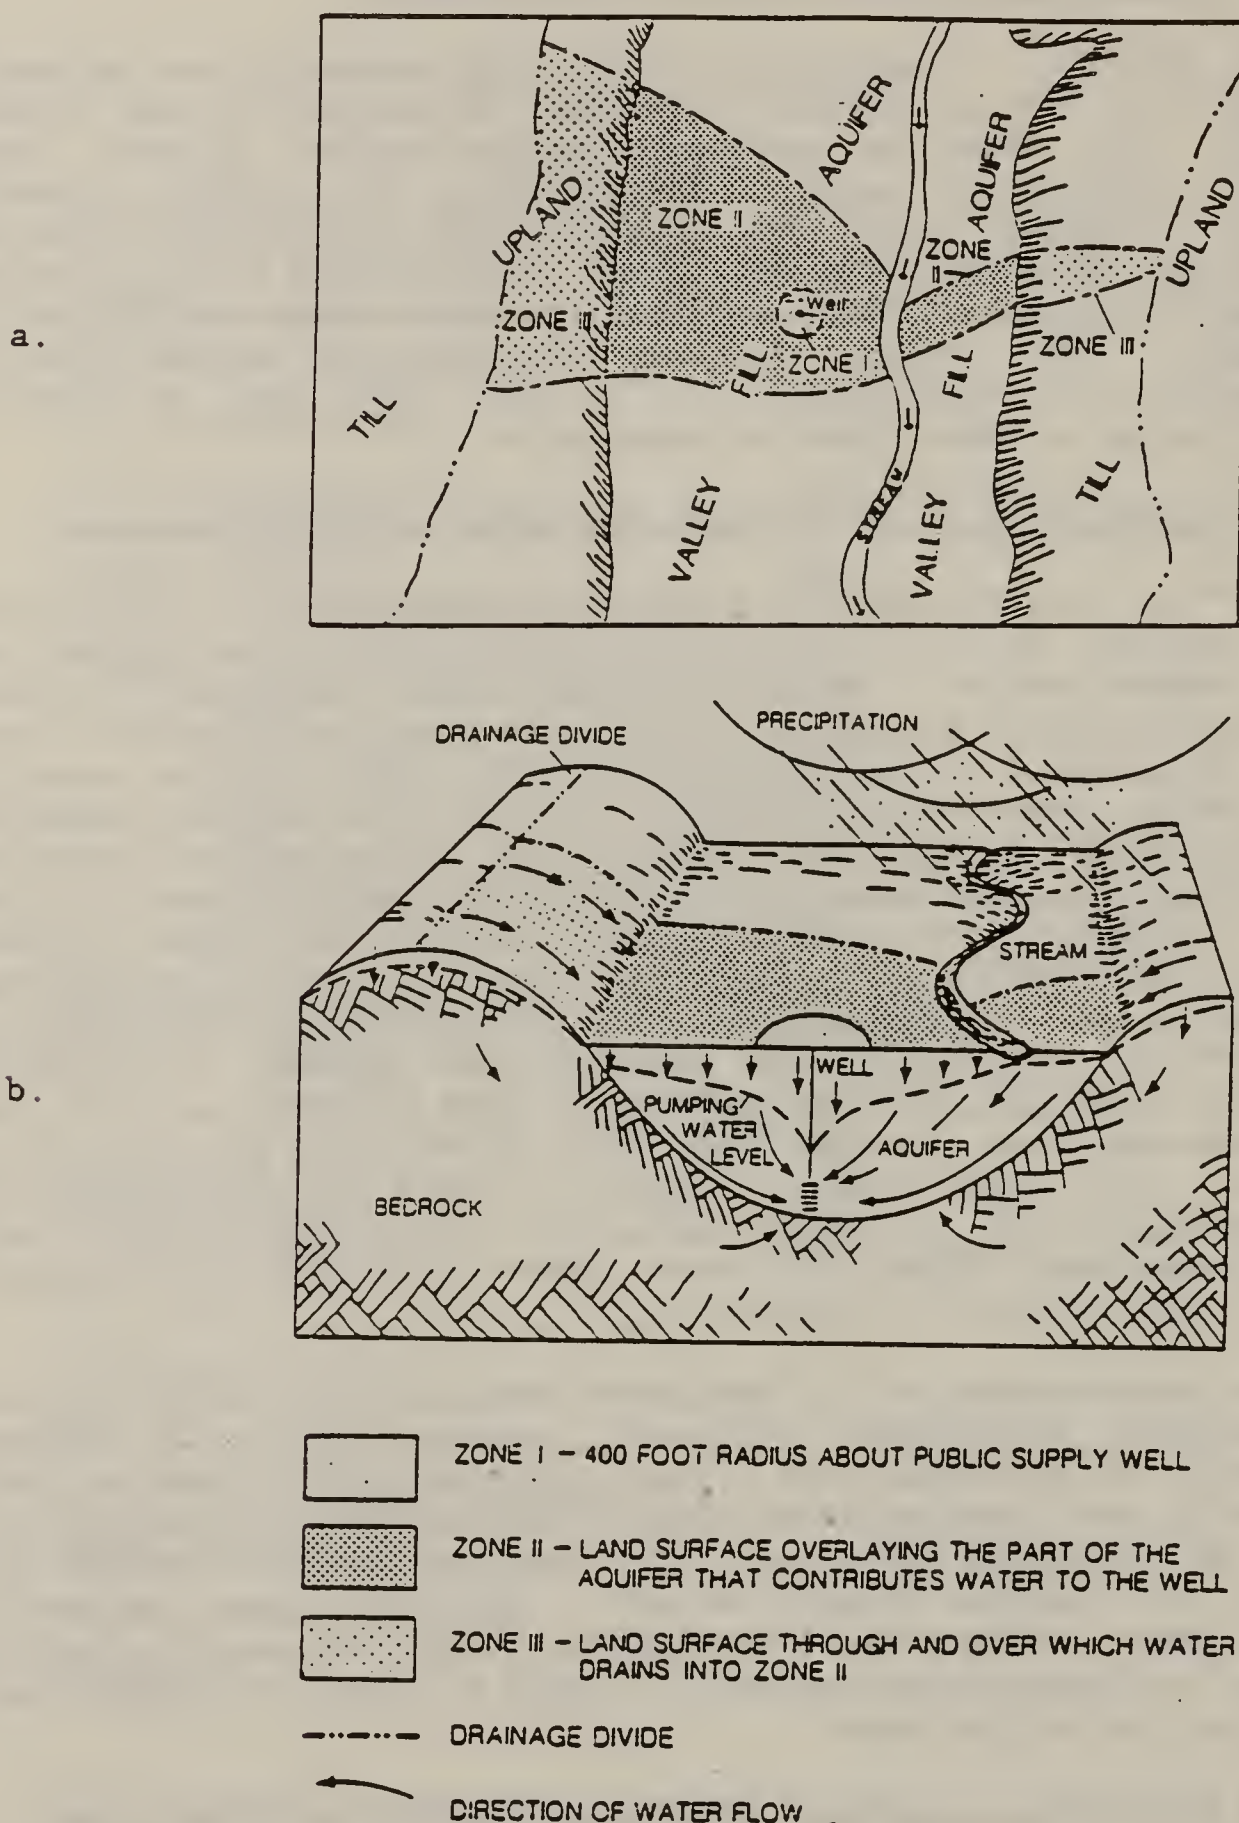 a.
AQUIFER
AQUIFER
UPLAND
ZONE II
ZONE
II
UPLAND
Well
ZONE III
ZONE I
ZONE III
FILL
FILL
TILL
TILL
STREAM
VALLEY
VALLEY
b.
PRECIPITATION
DRAINAGE DIVIDE
STREAM
WELL
PUMPING
WATER
LEVEL
AQUIFER
BEDROCK
ZONE I – 400 FOOT RADIUS ABOUT PUBLIC SUPPLY WELL
ZONE II – LAND SURFACE OVERLAYING THE PART OF THE
AQUIFER THAT CONTRIBUTES WATER TO THE WELL
ZONE III – LAND SURFACE THROUGH AND OVER WHICH WATER
DRAINS INTO ZONE II
DRAINAGE DIVIDE
DIRECTION OF WATER FLOW